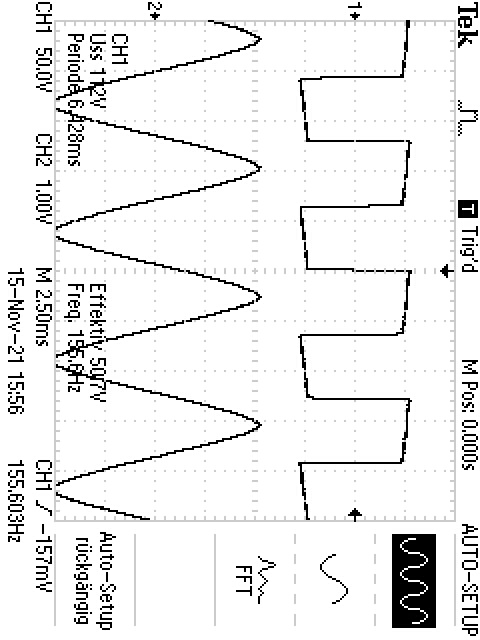 Tek
T Trig'd
M Pos: 0.000s
AUTO-SETUP
1
2
FFT
CH1
Uss 112V
Periode 6,428ms
Effektiv 50,7V
Freq. 155,6Hz
Auto-Setup
rückgängig
CH1 50.0V
CH2 1.00V
M 2.50ms
CH1
-157mV
15-Nov-21 15:56
155.603Hz